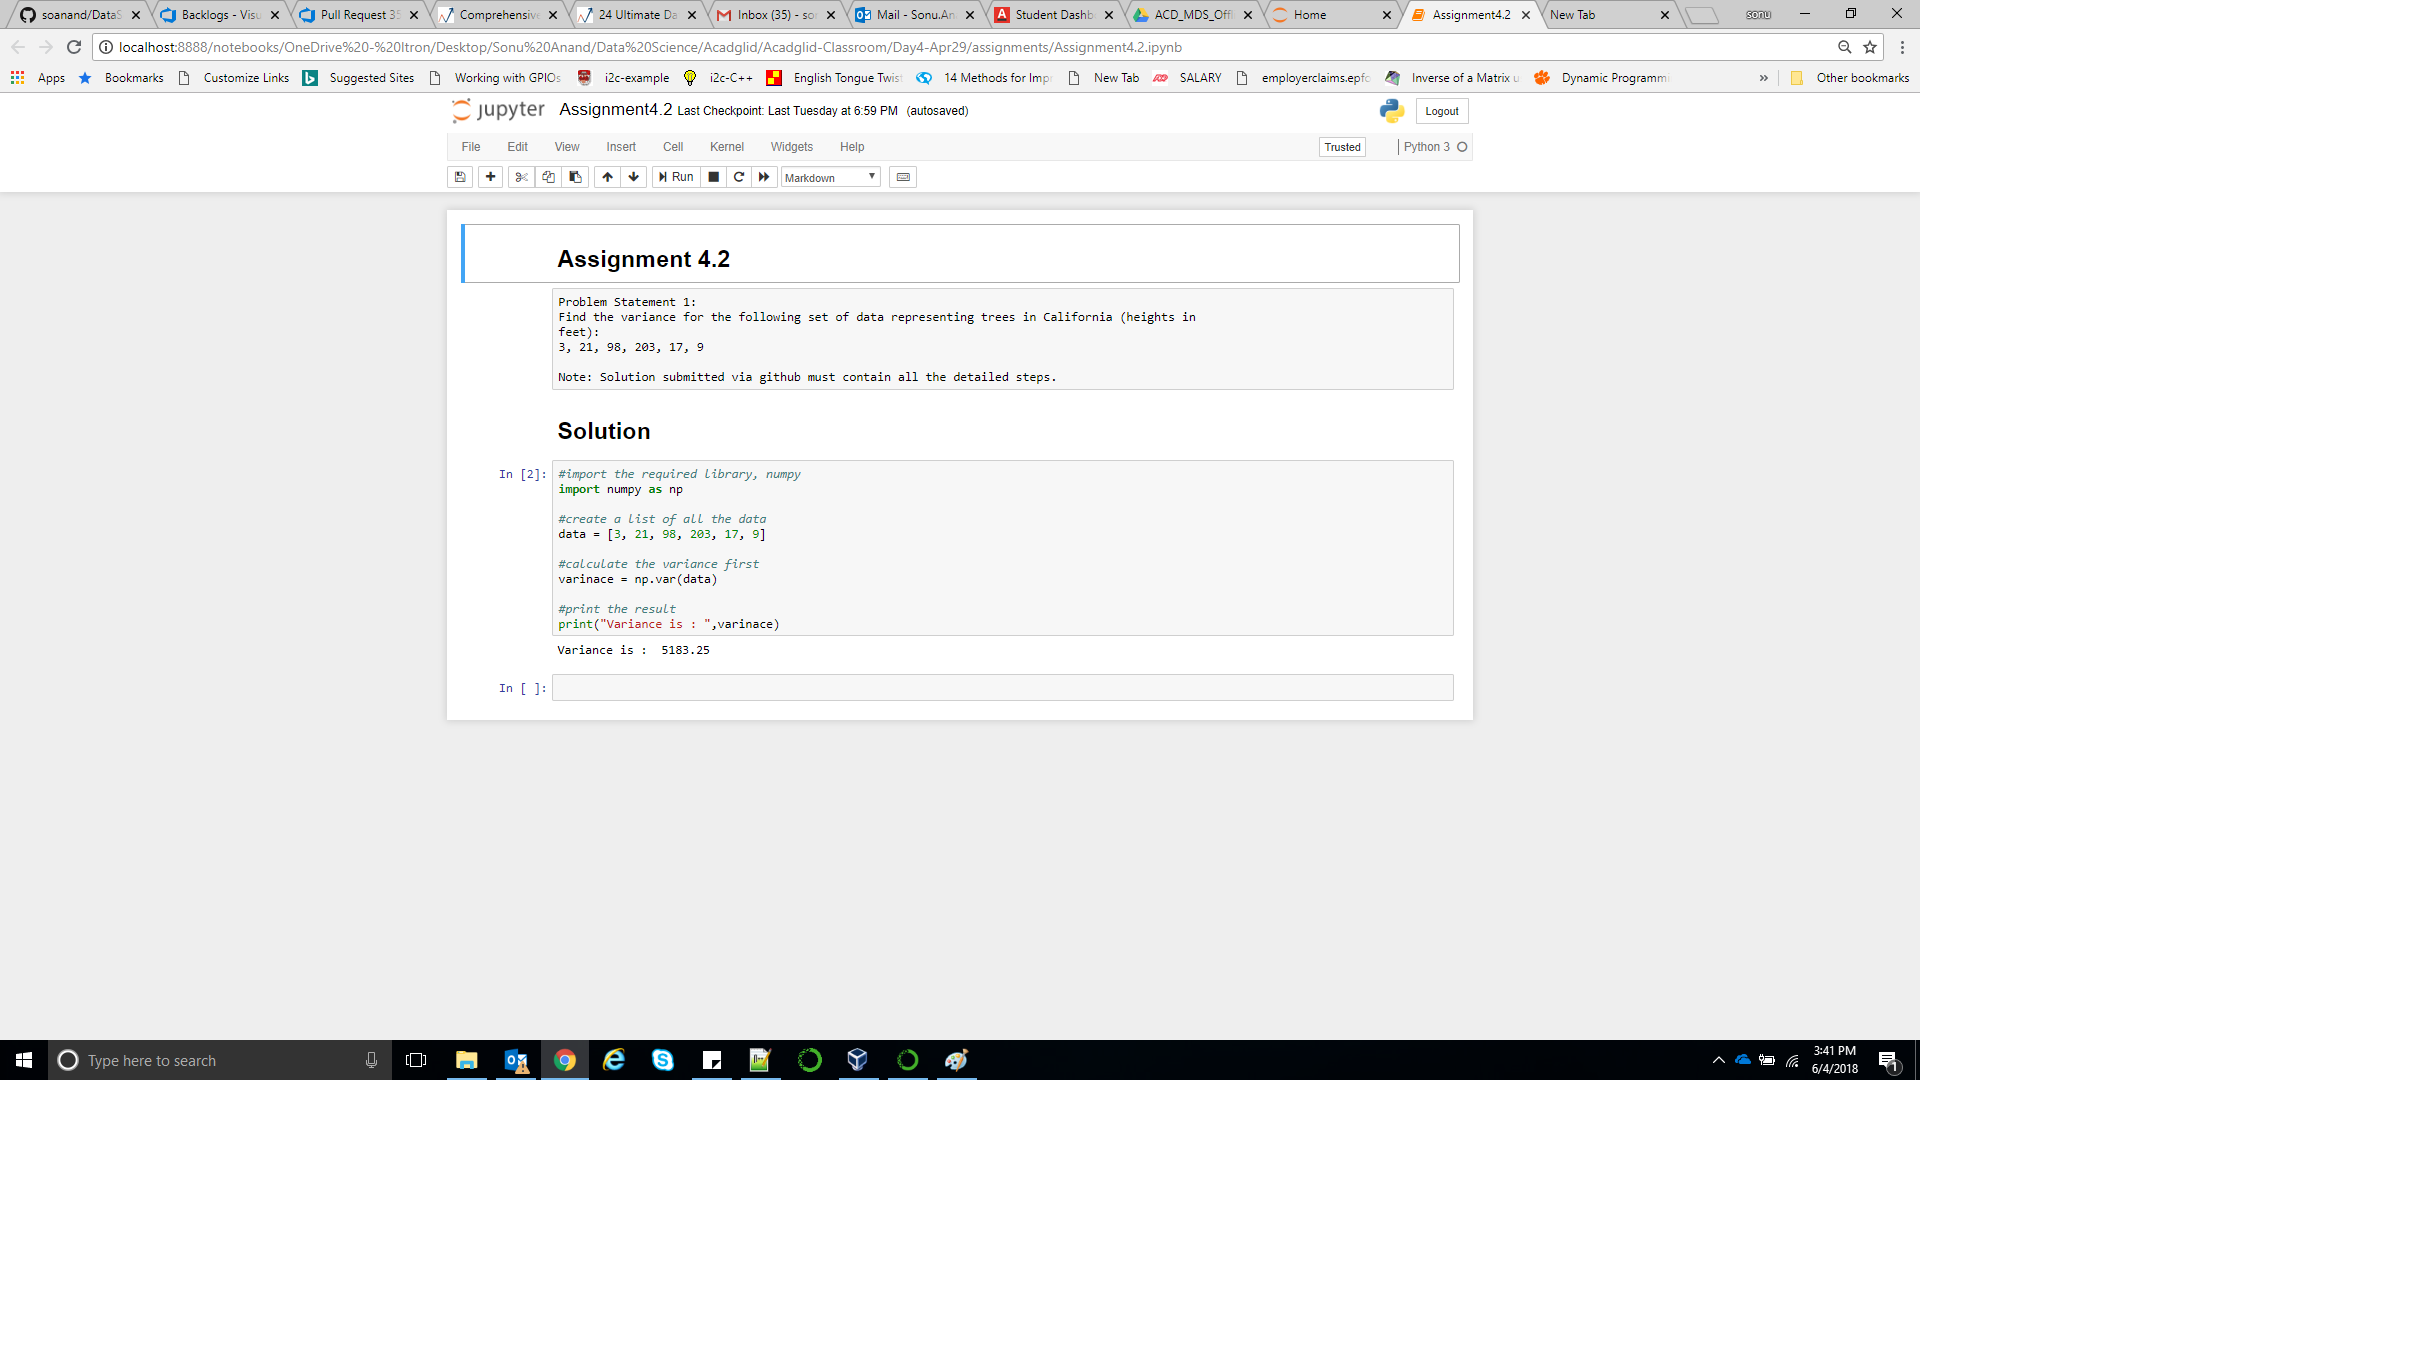 soanand/DataS
Backlogs - Visu
Pull Request 35
Comprehensive
24 Ultimate Da
Inbox (35) - so
Mail - Sonu.An
Student Dashb
ACD_MDS_Offi
Home
Assignment4.2
New Tab
sonu
localhost:8888/notebooks/OneDrive%20-%20Itron/Desktop/Sonu%20Anand/Data%20Science/Acadglid/Acadglid-Classroom/Day4-Apr29/assignments/Assignment4.2.ipynb
Apps
Bookmarks
Customize Links
Suggested Sites
Working with GPIOs
i2c-example
i2c-C++
English Tongue Twist
14 Methods for Imp
New Tab
SALARY
employerclaims.epfo
Inverse of a Matrix u
Dynamic Programmi
»
Other bookmarks
jupyter Assignment4.2 Last Checkpoint: Last Tuesday at 6:59 PM (autosaved)
Logout
File Edit View Insert Cell Kernel Widgets Help
Trusted
Python 3
Run
Markdown
Assignment 4.2
Problem Statement 1:
Find the variance for the following set of data representing trees in California (heights in
feet):
3, 21, 98, 203, 17, 9
Note: Solution submitted via github must contain all the detailed steps.
Solution
In [2]: #import the required library, numpy
import numpy as np
#create a list of all the data
data = [3, 21, 98, 203, 17, 9]
#calculate the variance first
varinace = np.var(data)
#print the result
print("Variance is : ",varinace)
Variance is :  5183.25
In [ ]:
Type here to search
3:41 PM
6/4/2018
1